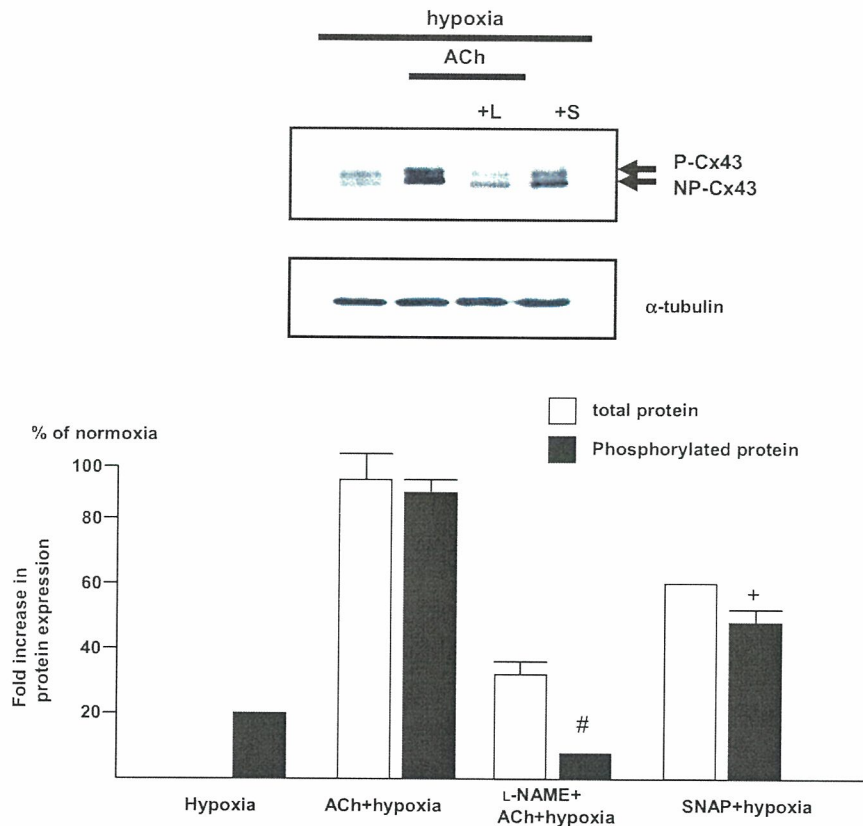 hypoxia
ACh
+L +S
P-Cx43
NP-Cx43
α-tubulin
total protein
Phosphorylated protein
% of normoxia
Fold increase in
protein expression
100
80
60
40
20
#
+
Hypoxia
ACh+hypoxia
L-NAME+
ACh+hypoxia
SNAP+hypoxia